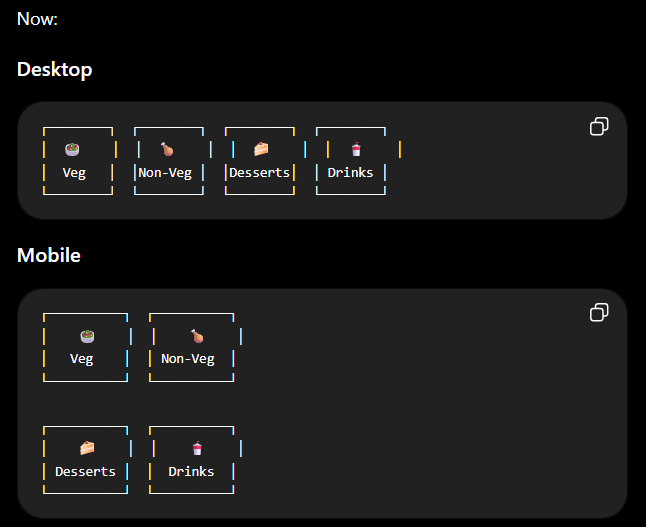 Now:
Desktop
┌────────┐ ┌────────┐ ┌────────┐ ┌────────┐
│ 🥗 │ │ 🍗 │ │ 🍰 │ │ 🥤 │
│ Veg │ │Non-Veg │ │Desserts│ │ Drinks │
└────────┘ └────────┘ └────────┘ └────────┘
Mobile
┌──────────┐ ┌──────────┐
│ 🥗 │ │ 🍗 │
│ Veg │ │ Non-Veg │
└──────────┘ └──────────┘
┌──────────┐ ┌──────────┐
│ 🍰 │ │ 🥤 │
│ Desserts │ │ Drinks │
└──────────┘ └──────────┘